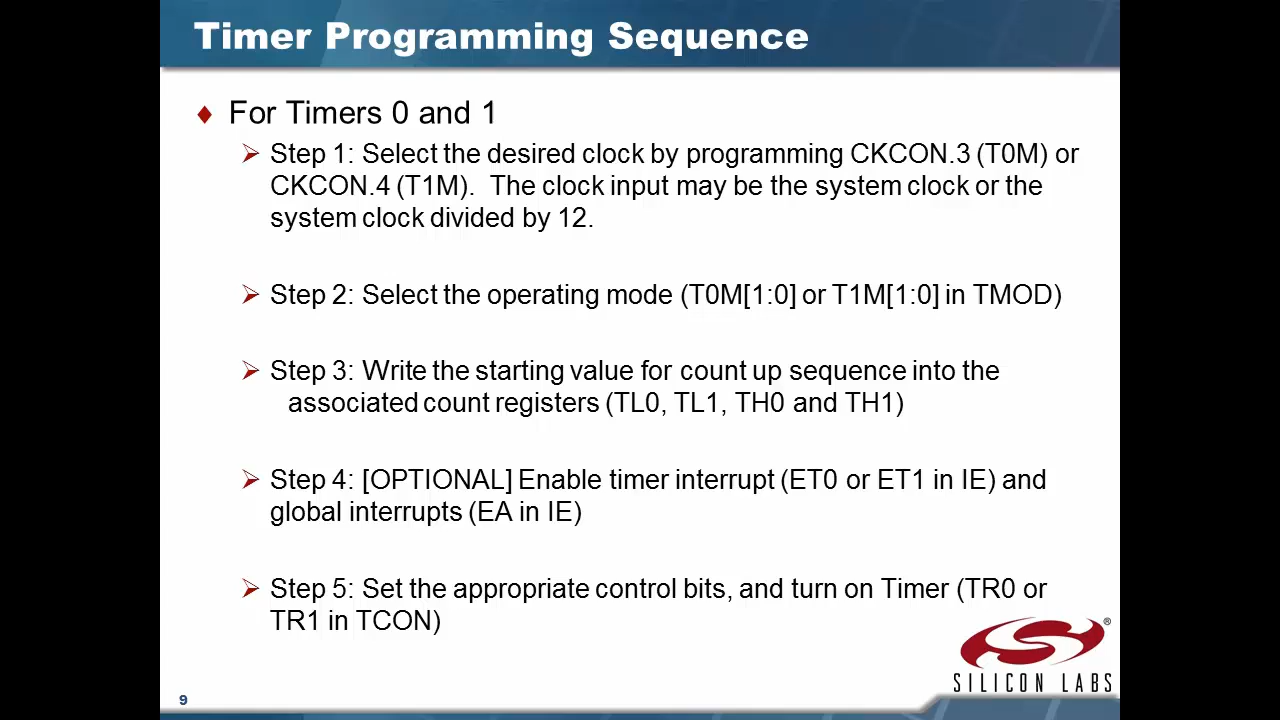 Timer Programming Sequence
For Timers 0 and 1
Step 1: Select the desired clock by programming CKCON.3 (T0M) or
CKCON.4 (T1M).  The clock input may be the system clock or the
system clock divided by 12.
Step 2: Select the operating mode (T0M[1:0] or T1M[1:0] in TMOD)
Step 3: Write the starting value for count up sequence into the
associated count registers (TL0, TL1, TH0 and TH1)
Step 4: [OPTIONAL] Enable timer interrupt (ET0 or ET1 in IE) and
global interrupts (EA in IE)
Step 5: Set the appropriate control bits, and turn on Timer (TR0 or
TR1 in TCON)
®
SILICON LABS
9